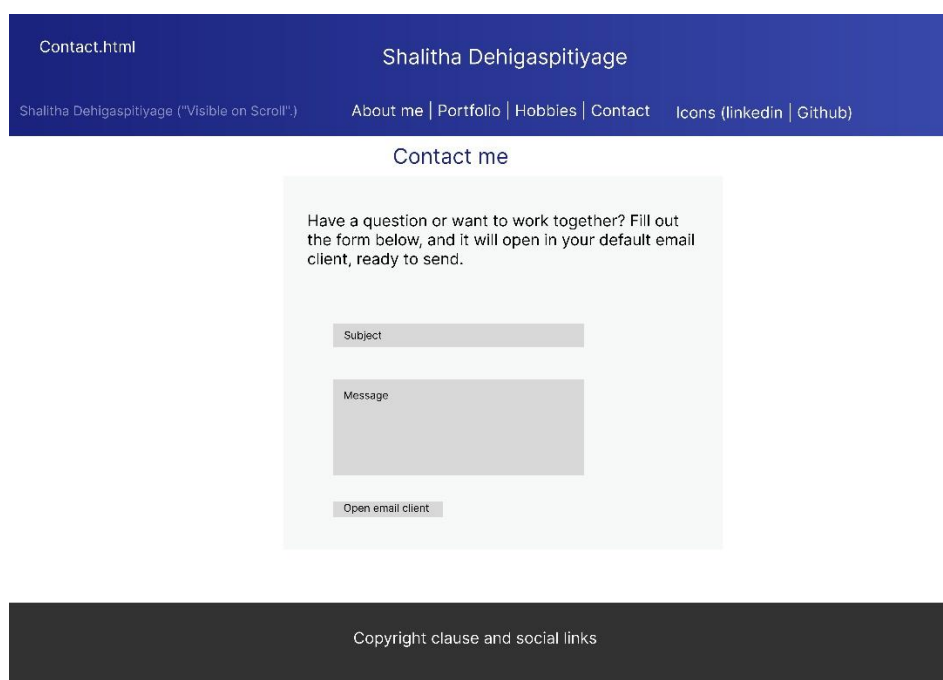 Contact.html
Shalitha Dehigaspitiyage
Shalitha Dehigaspitiyage ("Visible on Scroll".)
About me | Portfolio | Hobbies | Contact
Icons (linkedin | Github)
Contact me
Have a question or want to work together? Fill out
the form below, and it will open in your default email
client, ready to send.
Subject
Message
Open email client
Copyright clause and social links